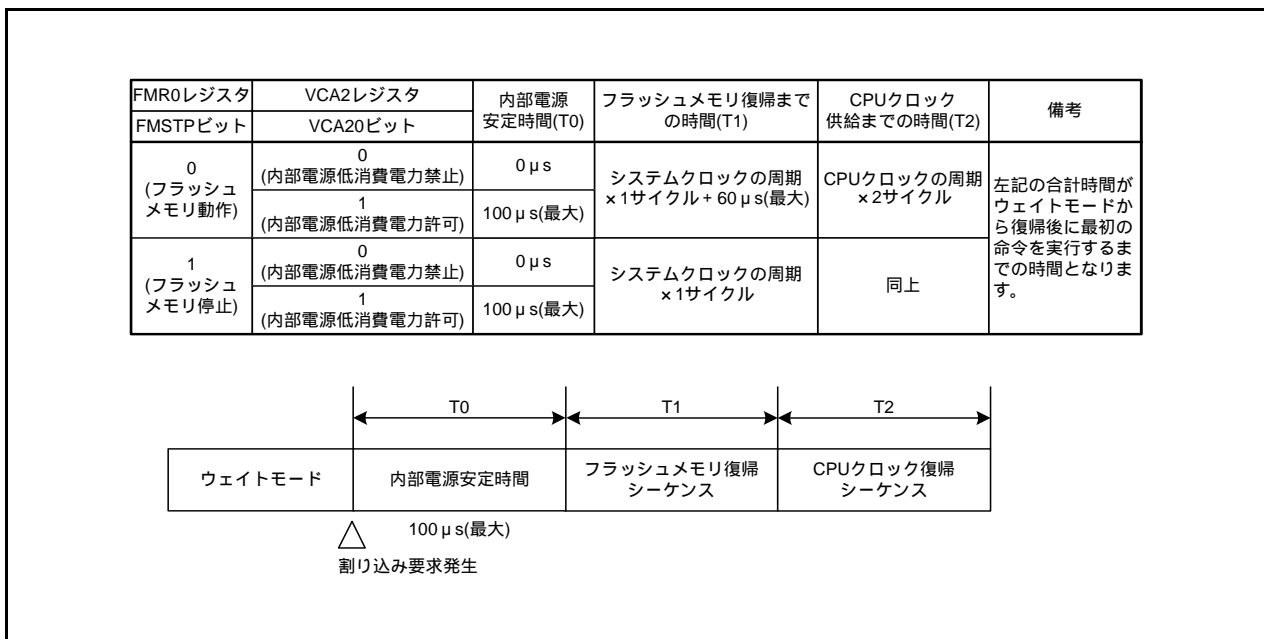 FMR0レジスタ
FMSTPビット
VCA2レジスタ
VCA20ビット
内部電源
安定時間(T0)
フラッシュメモリ復帰まで
の時間(T1)
CPUクロック
供給までの時間(T2)
備考
0
(フラッシュ
メモリ動作)
0
(内部電源低消費電力禁止)
0 μs
1
(内部電源低消費電力許可)
100 μs(最大)
システムクロックの周期
×1サイクル + 60 μs(最大)
CPUクロックの周期
×2サイクル
左記の合計時間が
ウェイトモードか
ら復帰後に最初の
命令を実行するま
での時間となりま
す。
1
(フラッシュ
メモリ停止)
0
(内部電源低消費電力禁止)
0 μs
1
(内部電源低消費電力許可)
100 μs(最大)
システムクロックの周期
×1サイクル
同上
T0
T1
T2
ウェイトモード
内部電源安定時間
フラッシュメモリ復帰
シーケンス
CPUクロック復帰
シーケンス
100 μs(最大)
割り込み要求発生